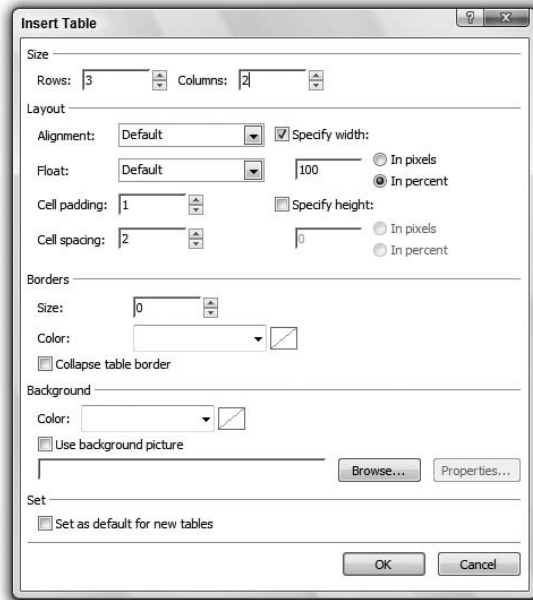 Insert Table
Size
Rows: 3 Columns: 2
Layout
Alignment: Default Specify width:
100 In pixels
Float: Default In percent
Cell padding: 1 Specify height:
Cell spacing: 2 0 In pixels
In percent
Borders
Size: 0
Color:
Collapse table border
Background
Color:
Use background picture
Browse... Properties...
Set
Set as default for new tables
OK Cancel